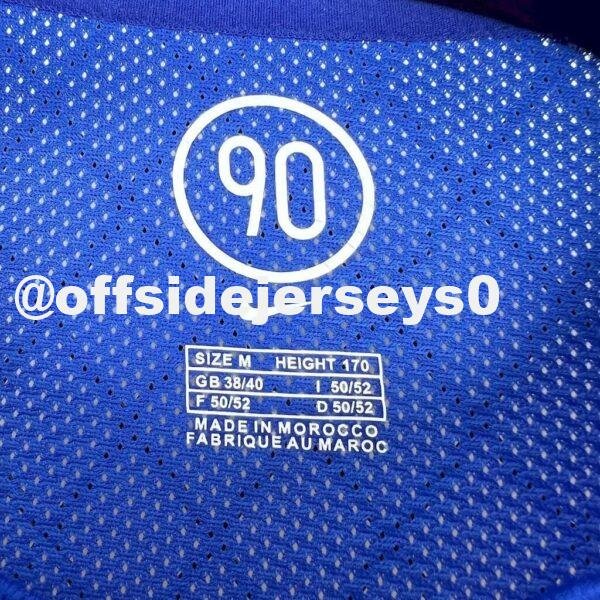 90
@offsidejerseys0
SIZE M HEIGHT 170
GB 38/40 I 50/52
F 50/52 D 50/52
MADE IN MOROCCO
FABRIQUE AU MAROC